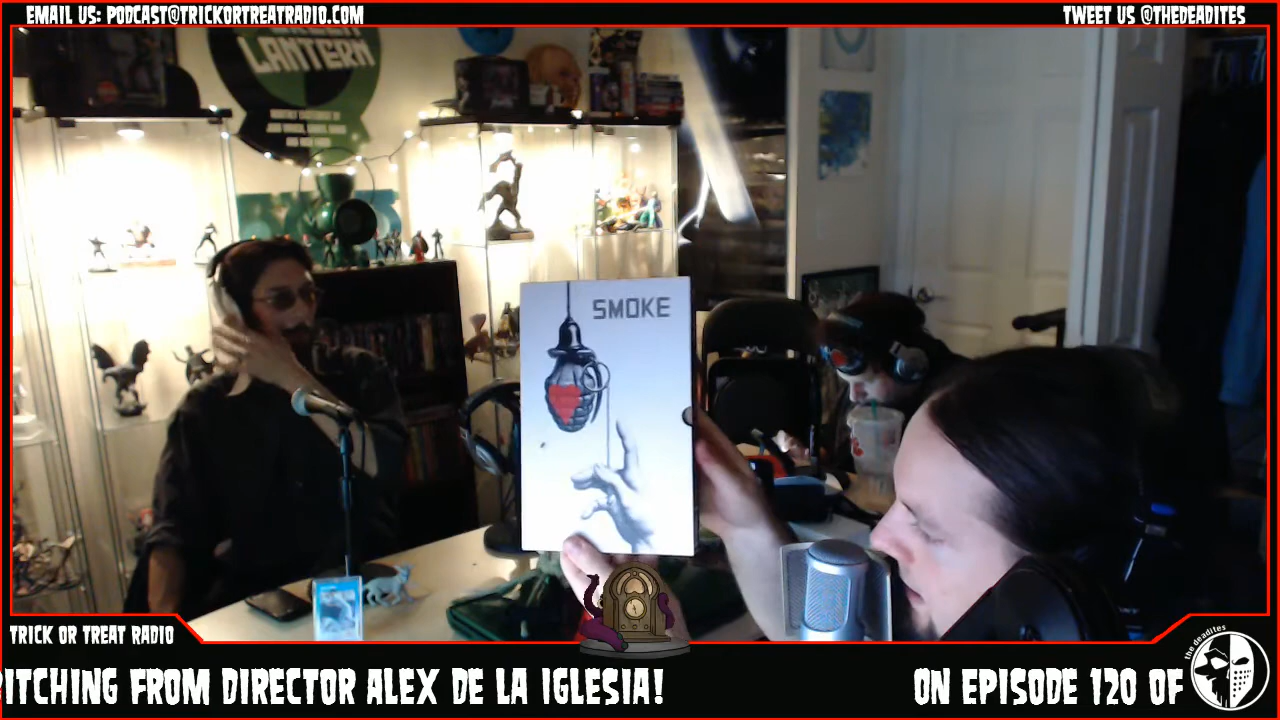 EMAIL US: PODCAST@TRICKORTREATRADIO.COM
TWEET US @THEDEADITES
LANTERN
SMOKE
TRICK OR TREAT RADIO
the deadites
ITCHING FROM DIRECTOR ALEX DE LA IGLESIA!
ON EPISODE 120 OF